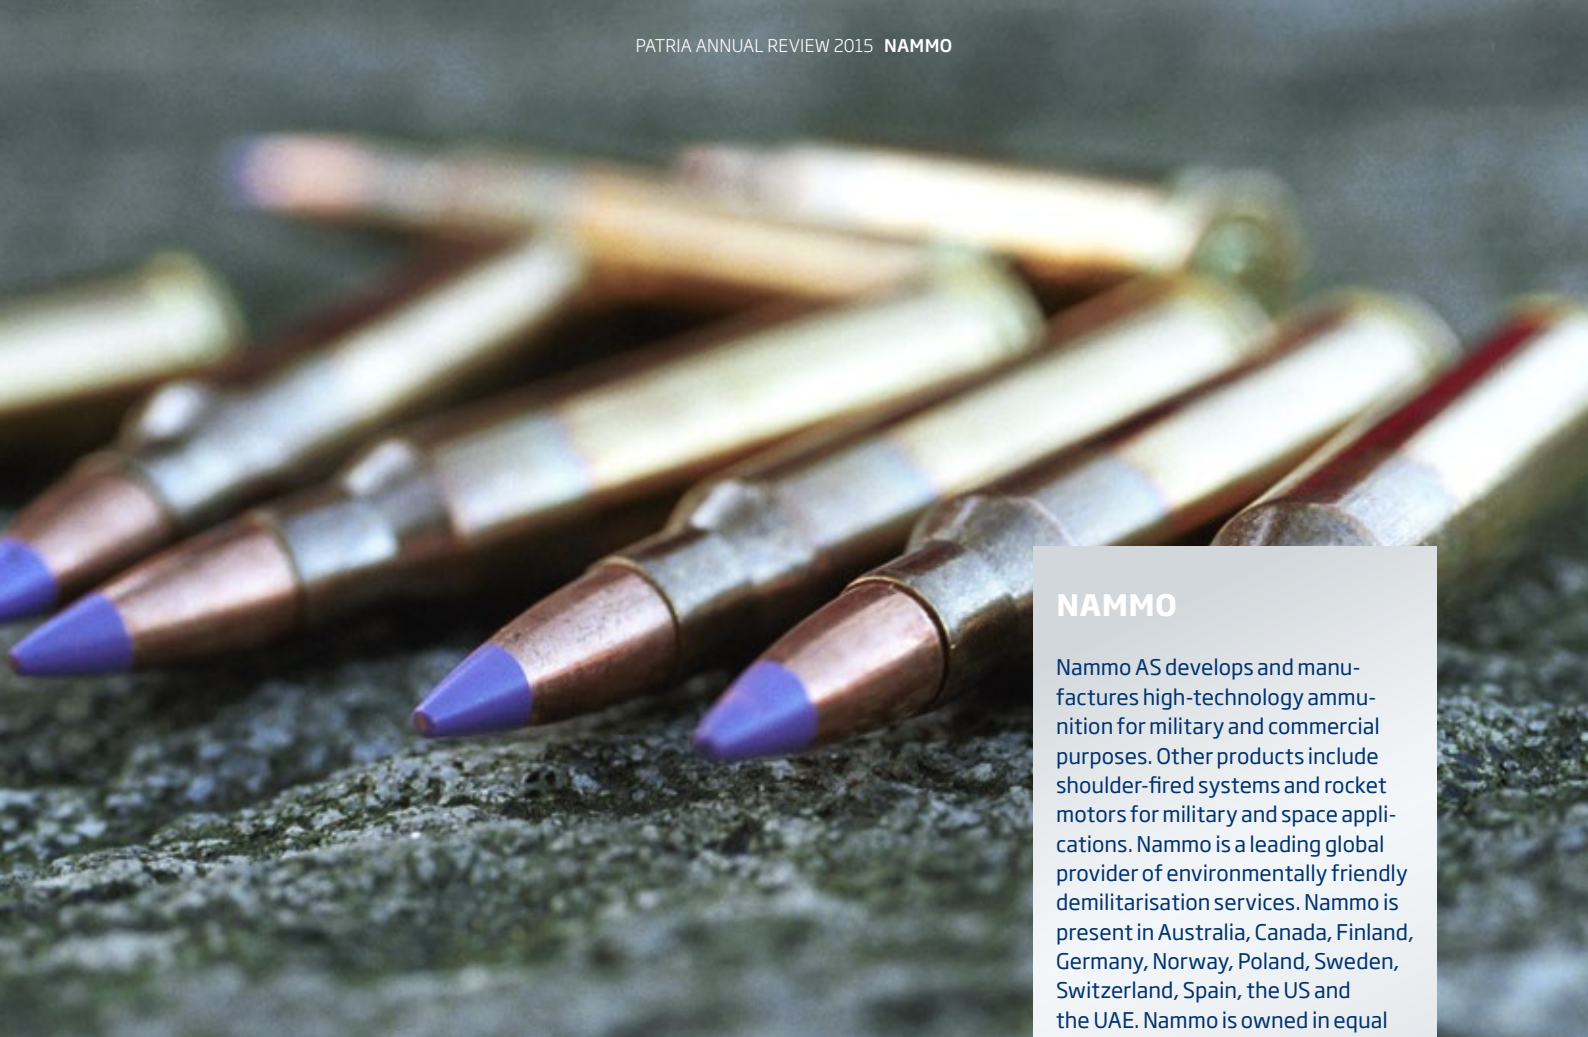 PATRIA ANNUAL REVIEW 2015 NAMMO
NAMMO
Nammo AS develops and manu-
factures high-technology ammu-
nition for military and commercial
purposes. Other products include
shoulder-fired systems and rocket
motors for military and space appli-
cations. Nammo is a leading global
provider of environmentally friendly
demilitarisation services. Nammo is
present in Australia, Canada, Finland,
Germany, Norway, Poland, Sweden,
Switzerland, Spain, the US and
the UAE. Nammo is owned in equal